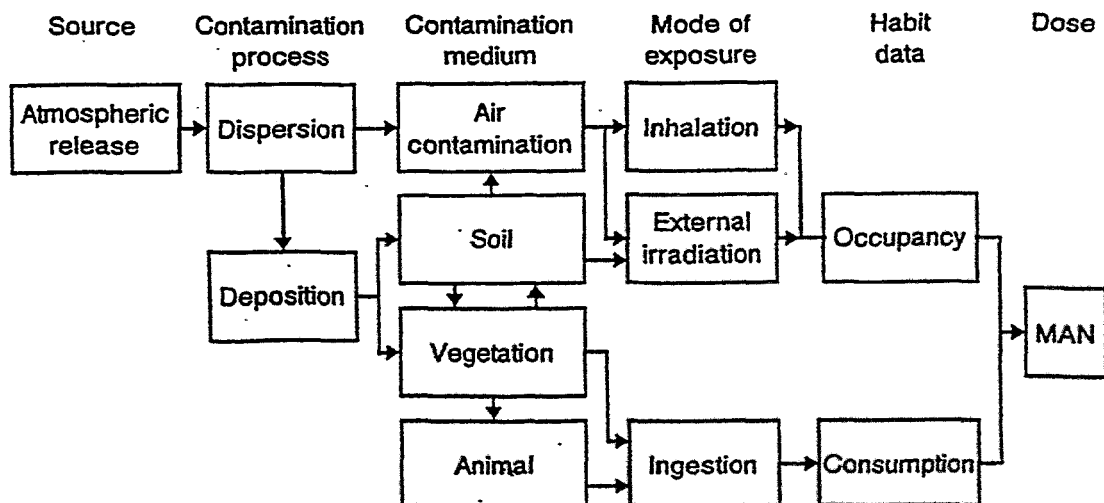 Source
Contamination
process
Contamination
medium
Mode of
exposure
Habit
data
Dose
Atmospheric
release
Dispersion
Air
contamination
Inhalation
Soil
External
irradiation
Occupancy
Deposition
Vegetation
MAN
Animal
Ingestion
Consumption